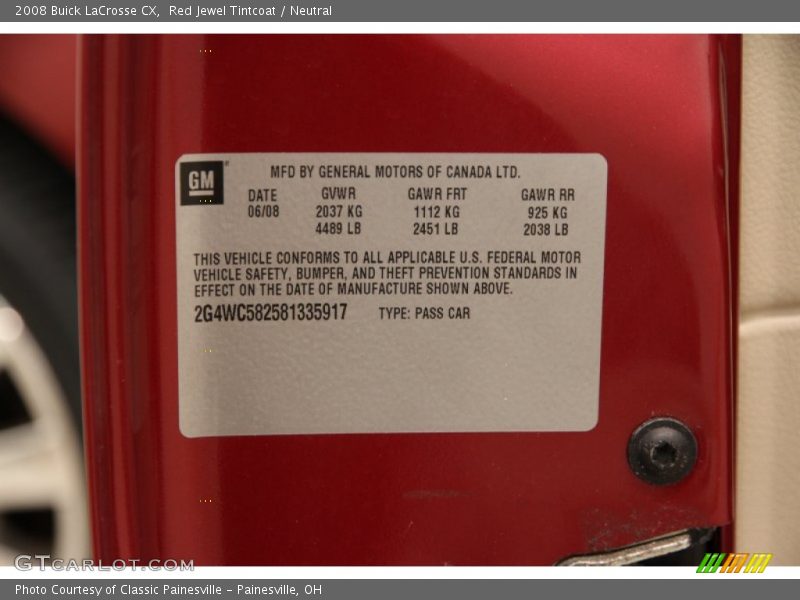 2008 Buick LaCrosse CX,  Red Jewel Tintcoat / Neutral
GM
MFD BY GENERAL MOTORS OF CANADA LTD.
DATE GVWR GAWR FRT GAWR RR
06/08 2037 KG 1112 KG 925 KG
4489 LB 2451 LB 2038 LB
THIS VEHICLE CONFORMS TO ALL APPLICABLE U.S. FEDERAL MOTOR
VEHICLE SAFETY, BUMPER, AND THEFT PREVENTION STANDARDS IN
EFFECT ON THE DATE OF MANUFACTURE SHOWN ABOVE.
2G4WC582581335917 TYPE: PASS CAR
GTCARLOT.COM
Photo Courtesy of Classic Painesville - Painesville, OH